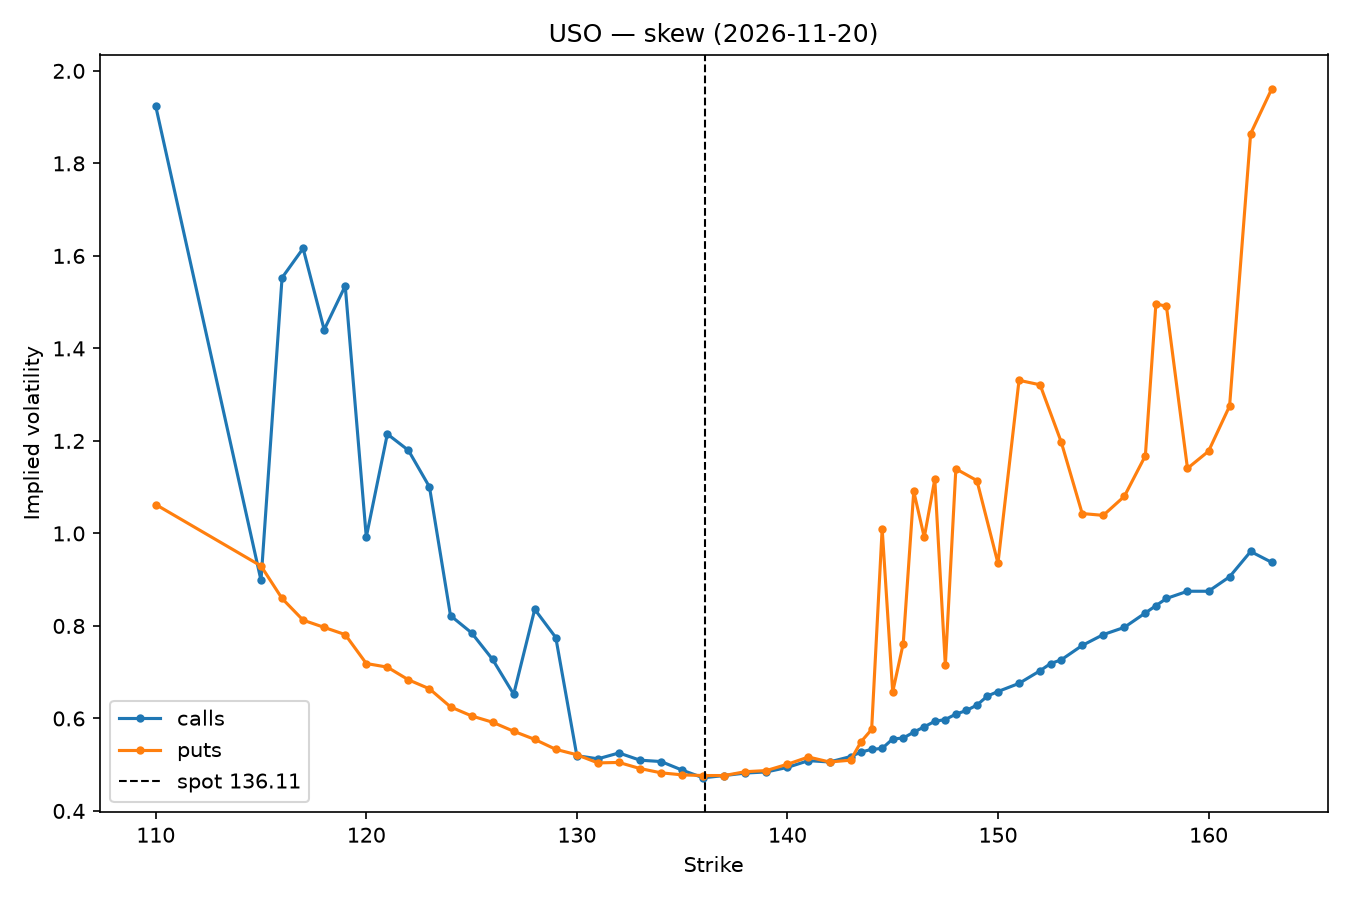 USO — skew (2026-11-20)
2.0
1.8
1.6
1.4
1.2
1.0
0.8
0.6
0.4
Implied volatility
calls
puts
spot 136.11
110 120 130 140 150 160
Strike